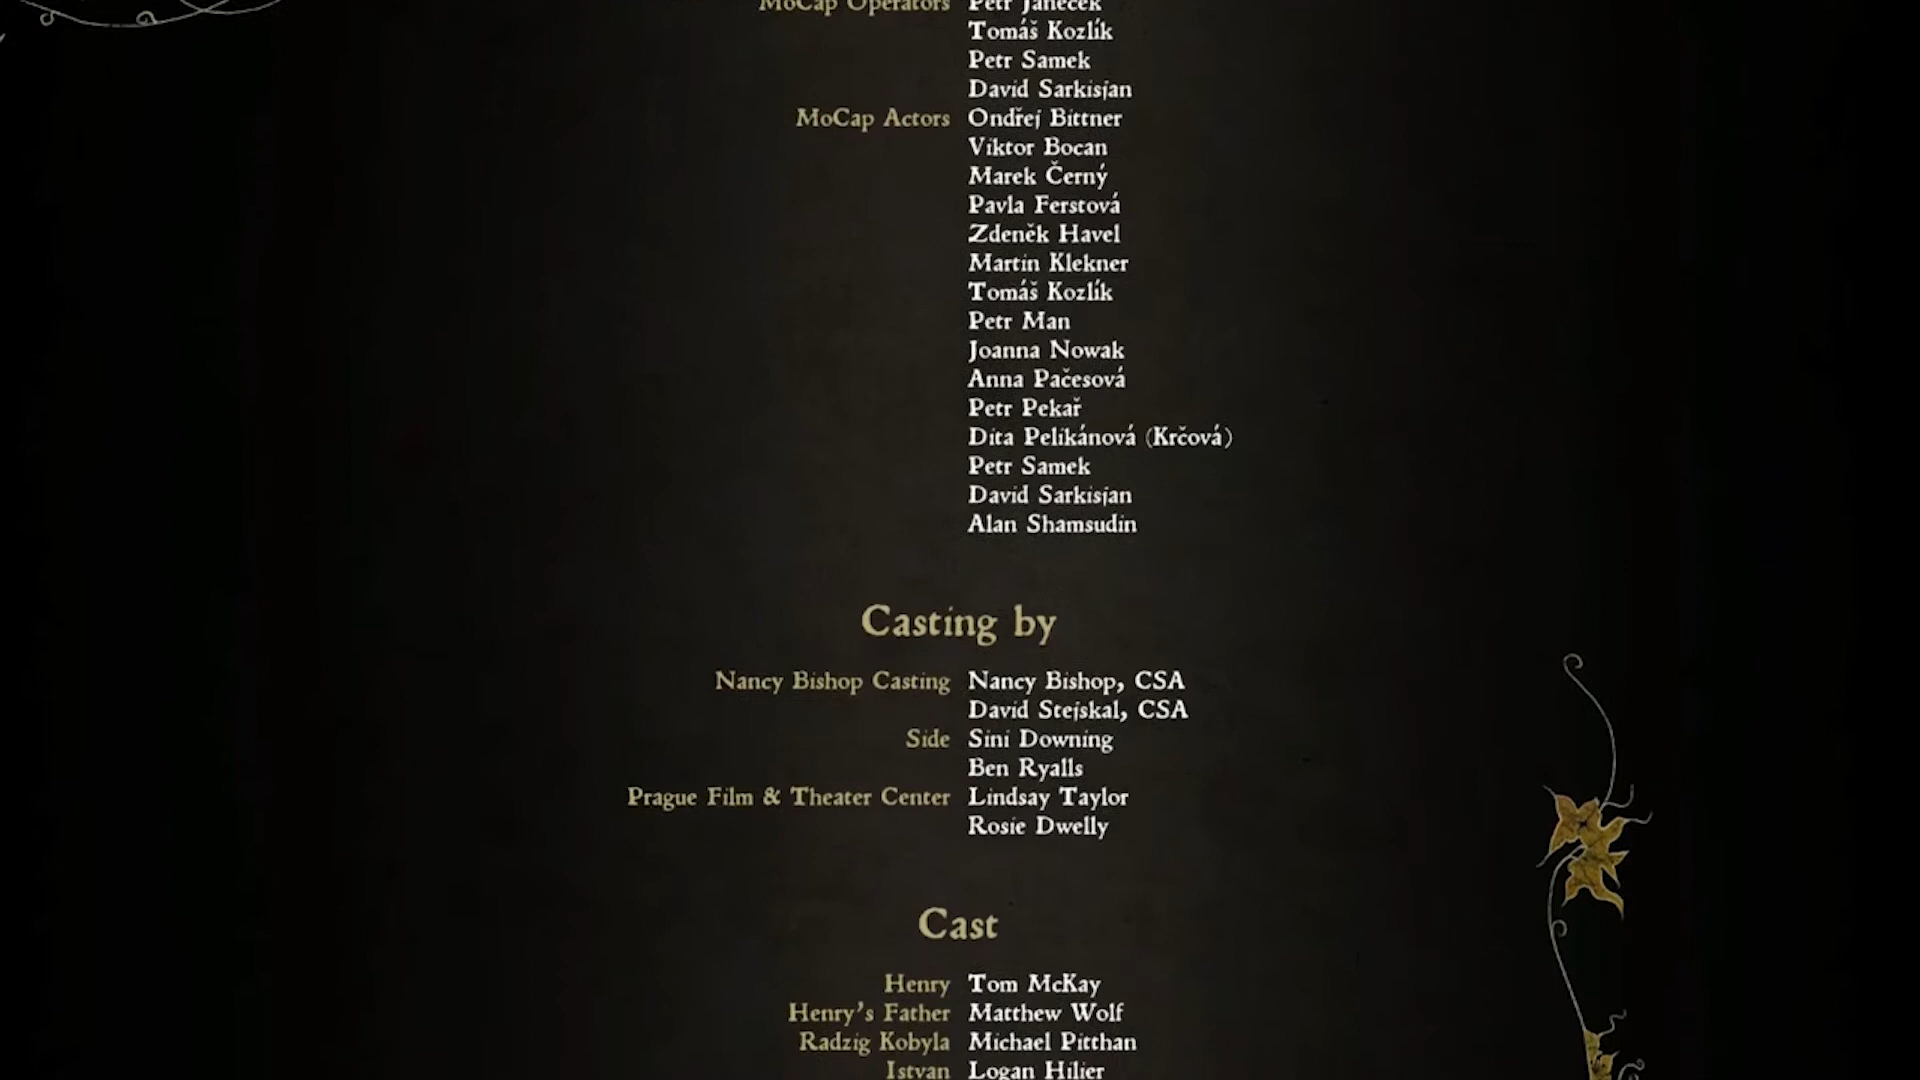 MoCap Operators Petr Janeček
Tomáš Kozlík
Petr Samek
David Sarkisjan
MoCap Actors Ondřej Bittner
Viktor Bocan
Marek Černý
Pavla Ferstová
Zdeněk Havel
Martin Klekner
Tomáš Kozlík
Petr Man
Joanna Nowak
Anna Pačesová
Petr Pekař
Dita Pelikánová (Krčová)
Petr Samek
David Sarkisjan
Alan Shamsudin
Casting by
Nancy Bishop Casting Nancy Bishop, CSA
David Stejskal, CSA
Side Sini Downing
Ben Ryalls
Prague Film & Theater Center Lindsay Taylor
Rosie Dwelly
Cast
Henry Tom McKay
Henry's Father Matthew Wolf
Radzig Kobyla Michael Pitthan
Istvan Logan Hilier